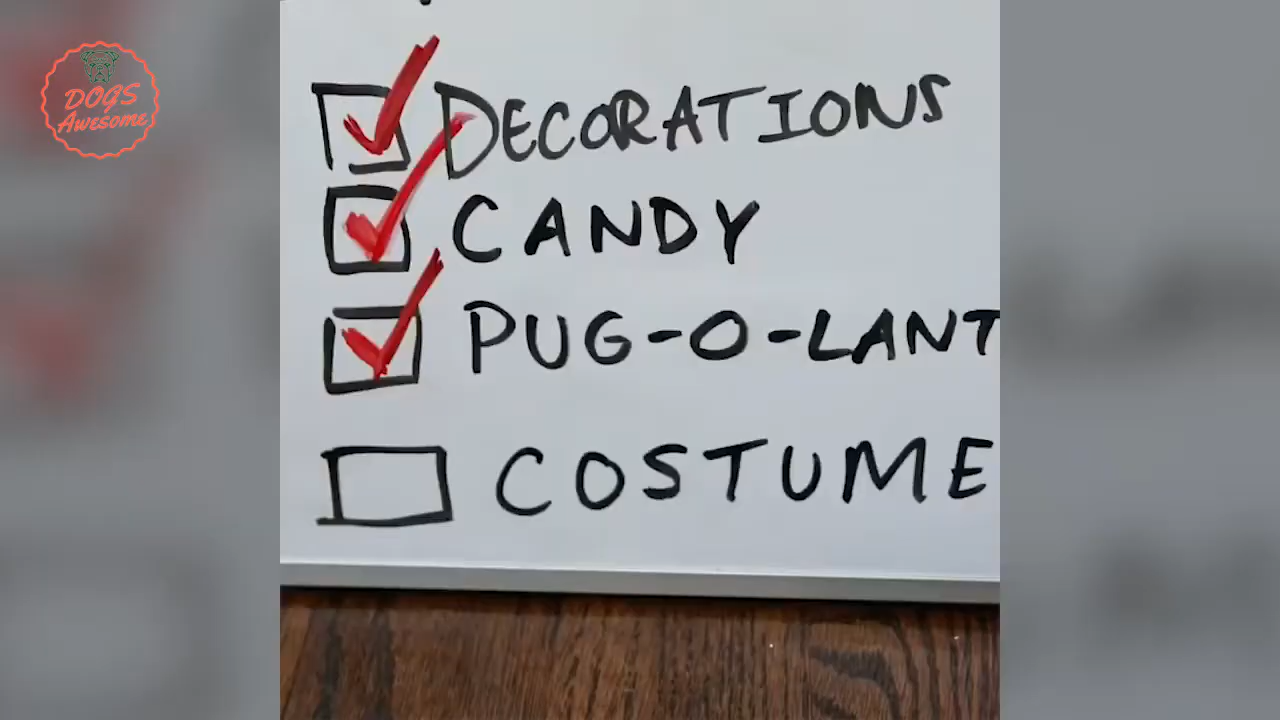 DOGS
Awesome
DECORATIONS
CANDY
PUG-O-LANT
COSTUME